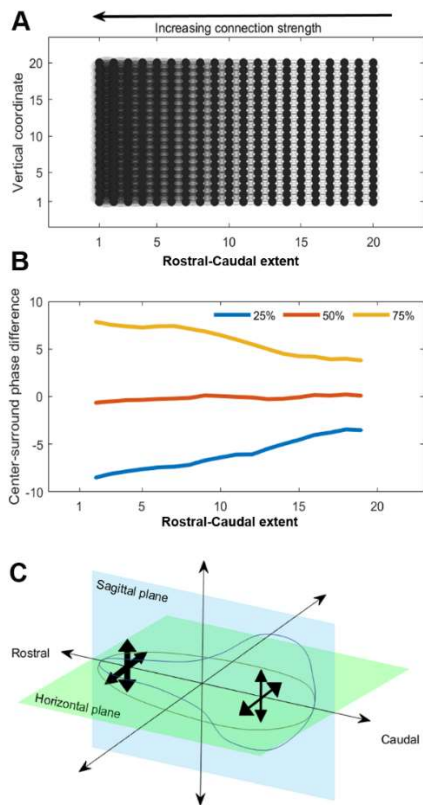 A
Increasing connection strength
Vertical coordinate
20
15
10
5
1
1 5 10 15 20
Rostral-Caudal extent
B
Center-surround phase difference
10
5
0
-5
-10
25% 50% 75%
1 5 10 15 20
Rostral-Caudal extent
C
Sagittal plane
Rostral
Horizontal plane
Caudal